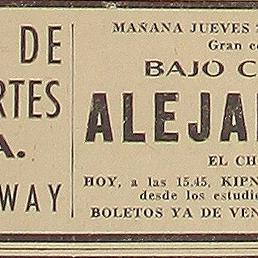 DE
RTES
A.
WAY
MAÑANA JUEVES
Gran
BAJO C
ALEJA
EL CH
HOY, a las 15.45, KIPN
desde los estudie
BOLETOS YA DE VEN